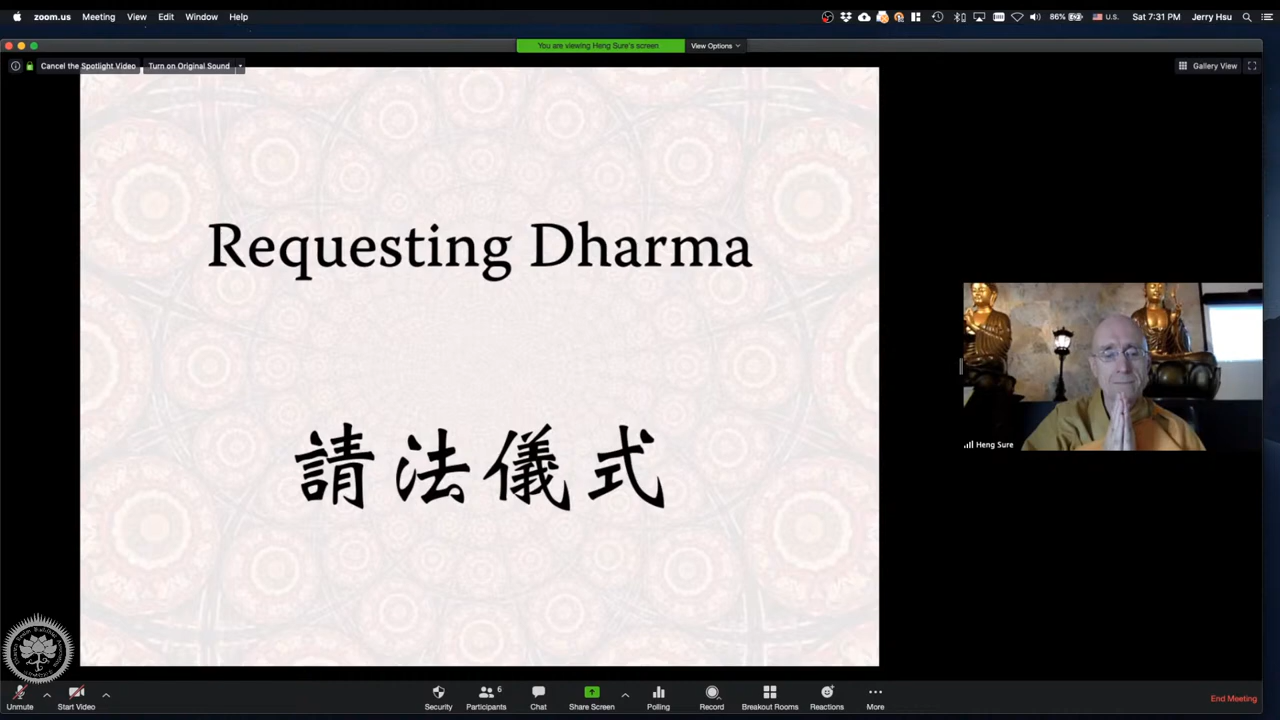 zoom.us Meeting View Edit Window Help
86% U.S. Sat 7:31 PM Jerry Hsu
You are viewing Heng Sure's screen View Options
Cancel the Spotlight Video Turn on Original Sound Gallery View
Requesting Dharma
請法儀式
Heng Sure
Unmute Start Video Security Participants 6 Chat Share Screen Polling Record Breakout Rooms Reactions More End Meeting